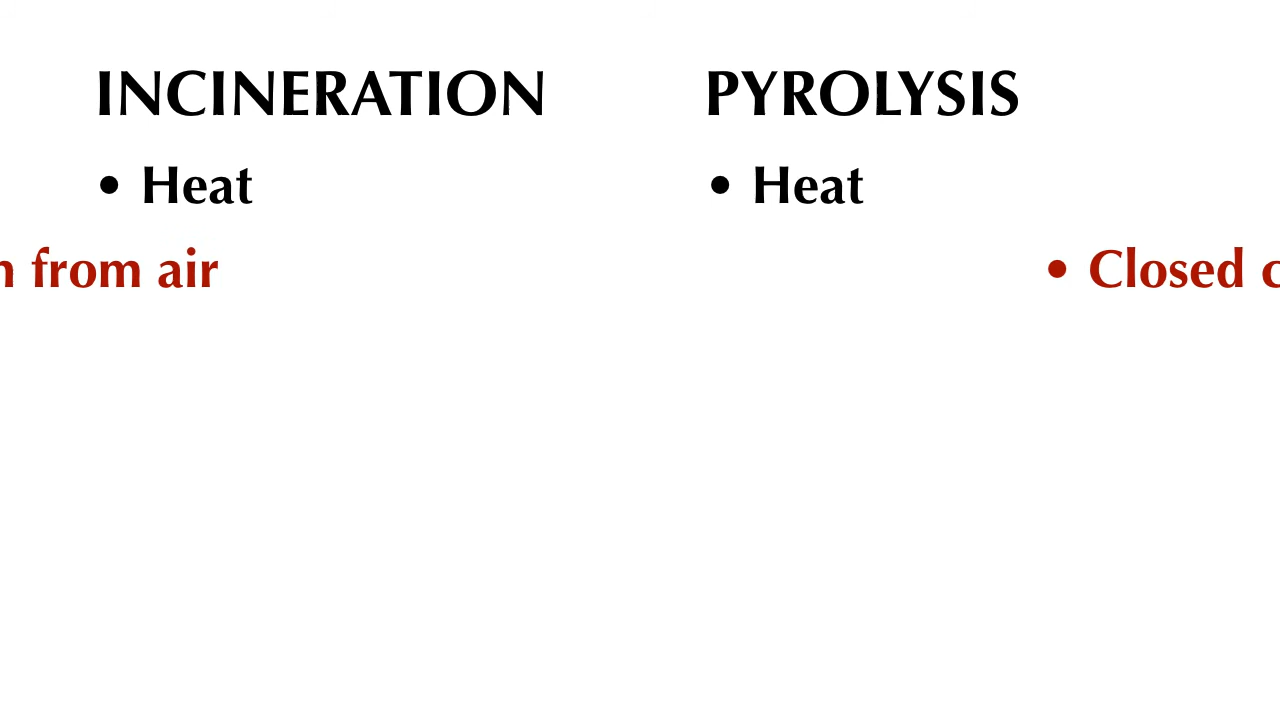 INCINERATION
• Heat
from air
PYROLYSIS
• Heat
• Closed